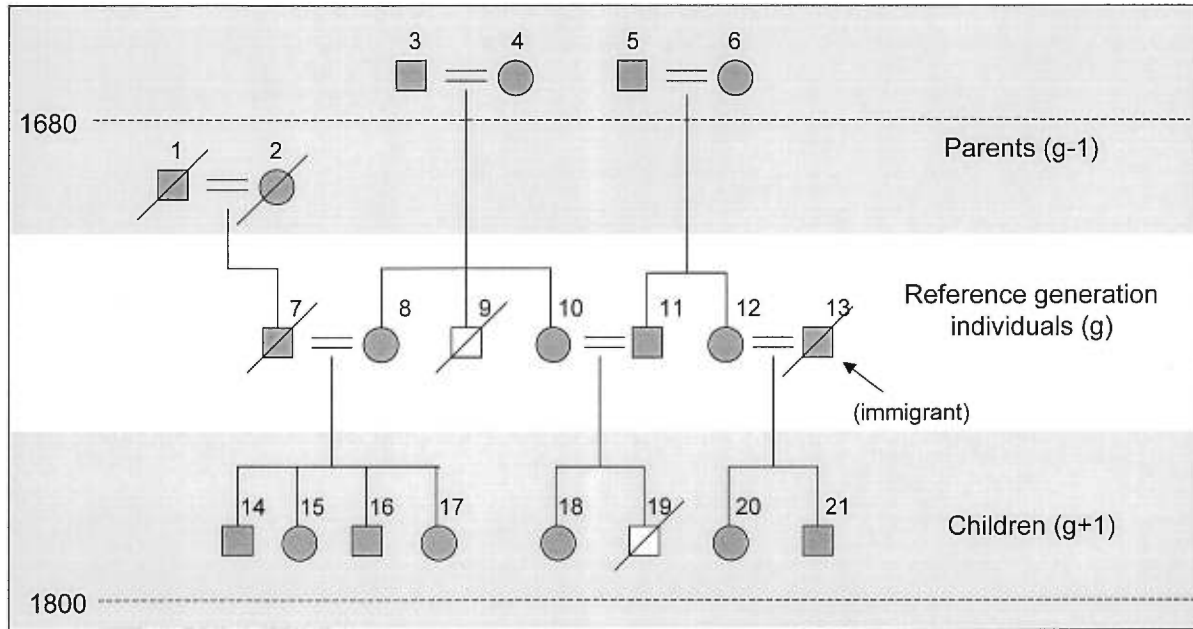 3 4 5 6
1680
Parents (g-1)
1 2
7 8 9 10 11 12 13
Reference generation
individuals (g)
(immigrant)
14 15 16 17 18 19 20 21
Children (g+1)
1800